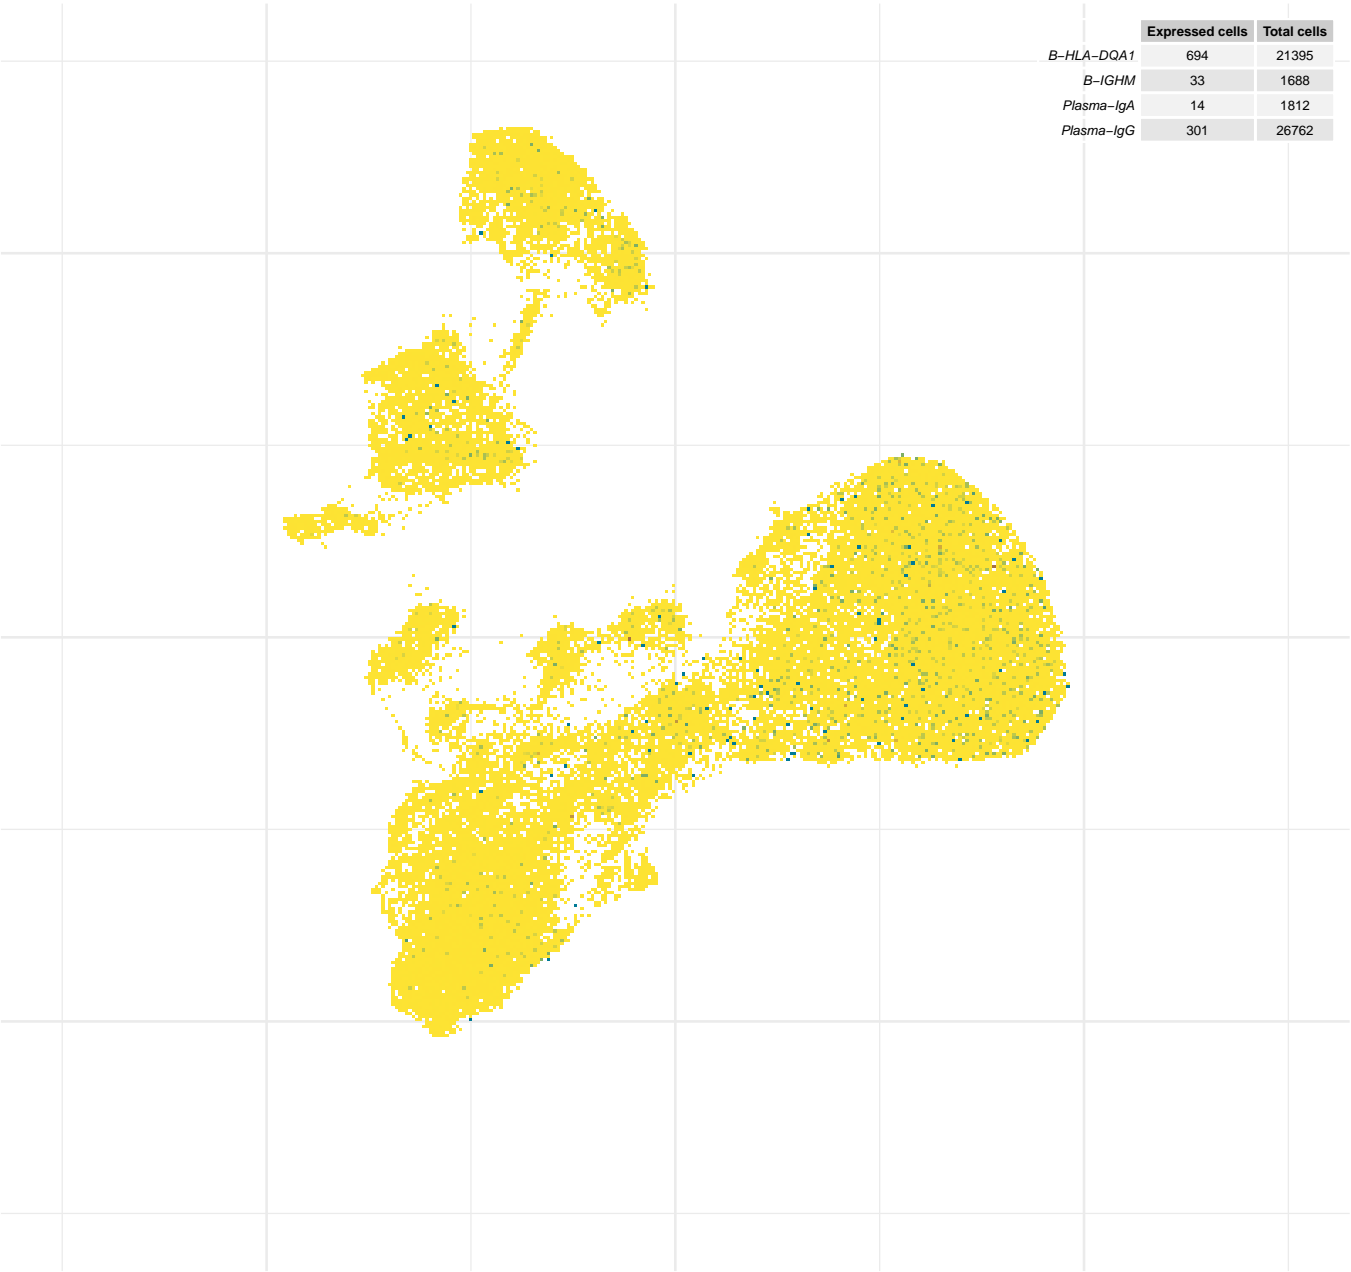 Expressed cells Total cells
B−HLA−DQA1 694 21395
B−IGHM 33 1688
Plasma−IgA 14 1812
Plasma−IgG 301 26762